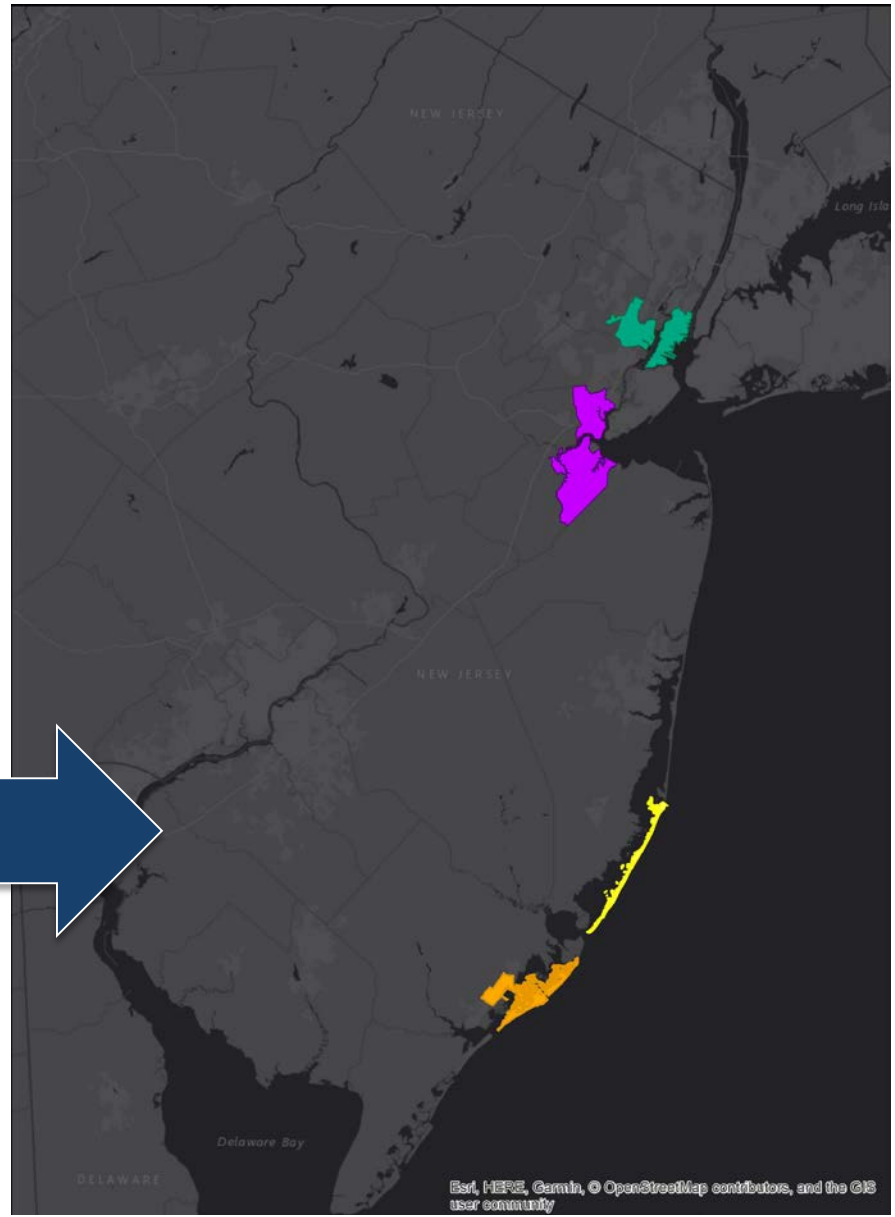 NEW JERSEY
Long Isla
NEW JERSEY
Delaware Bay
DELAWARE
Esri, HERE, Garmin, © OpenStreetMap contributors, and the GIS
user community